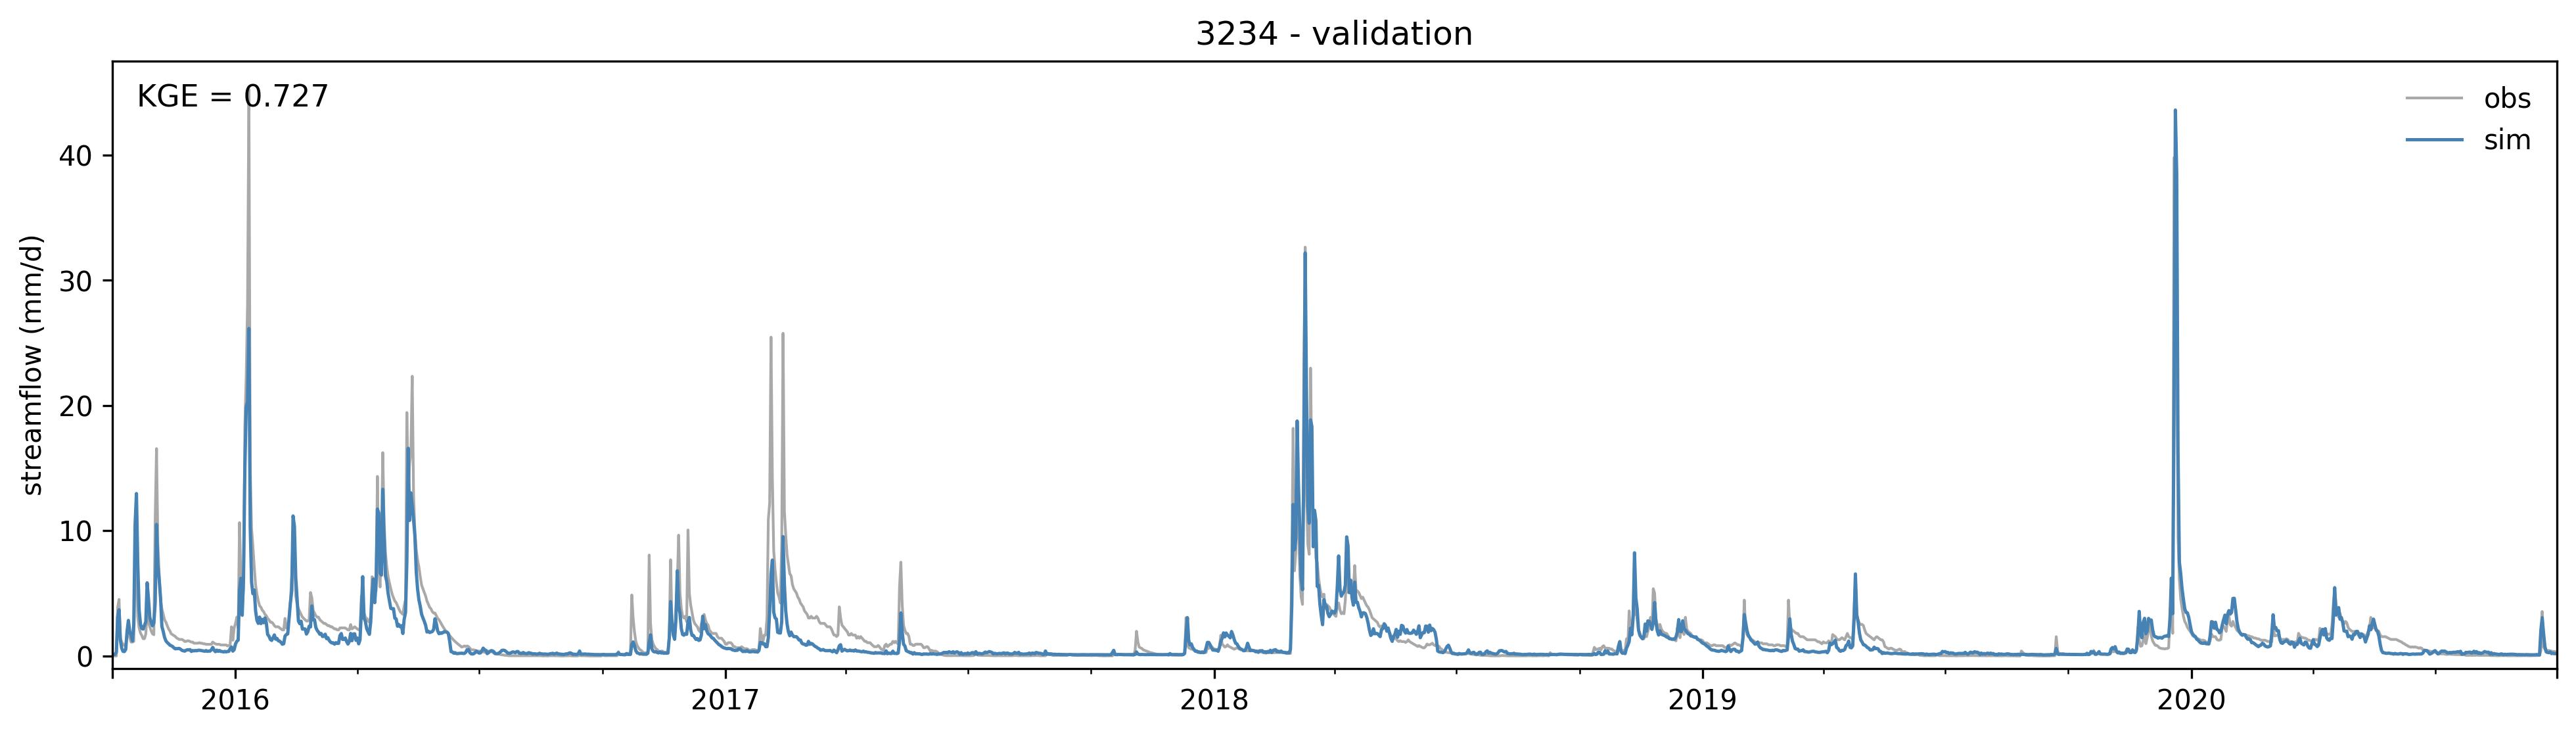 3234 - validation
KGE = 0.727
obs
sim
streamflow (mm/d)
40
30
20
10
0
2016
2017
2018
2019
2020